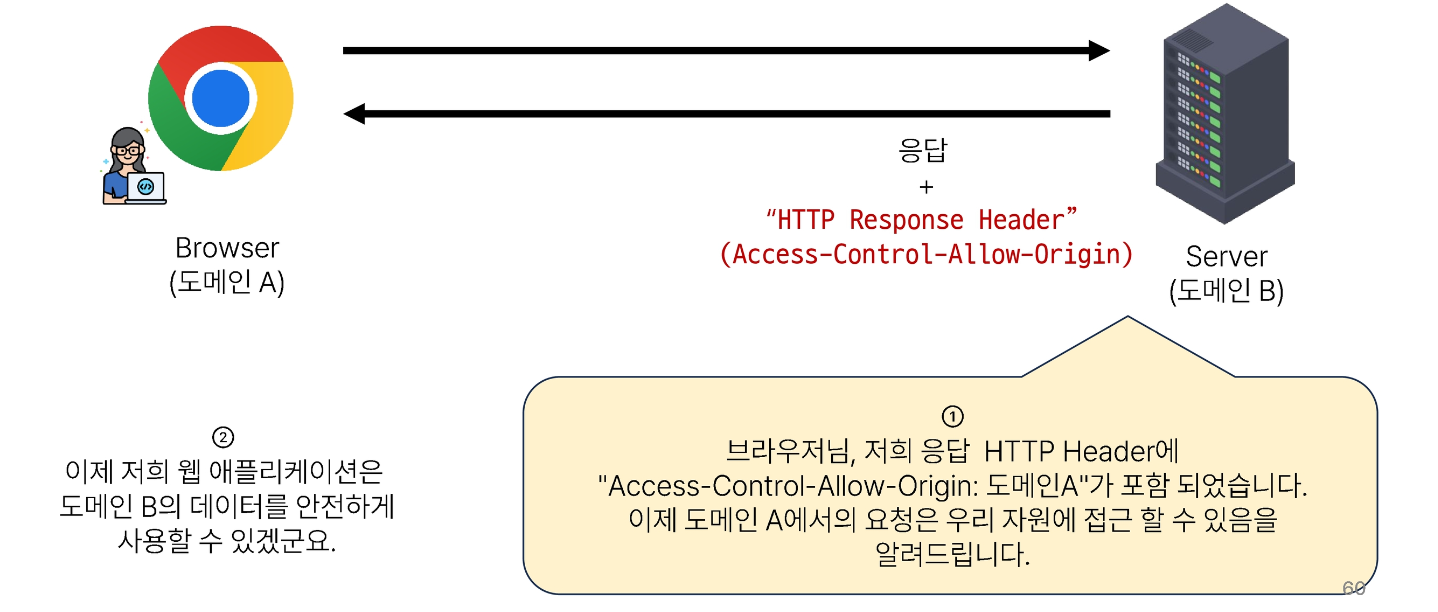 응답
+
“HTTP Response Header”
(Access-Control-Allow-Origin)
Browser
(도메인 A)
Server
(도메인 B)
①
브라우저님, 저희 응답 HTTP Header에
"Access-Control-Allow-Origin: 도메인A"가 포함 되었습니다.
이제 도메인 A에서의 요청은 우리 자원에 접근 할 수 있음을
알려드립니다.
②
이제 저희 웹 애플리케이션은
도메인 B의 데이터를 안전하게
사용할 수 있겠군요.
60